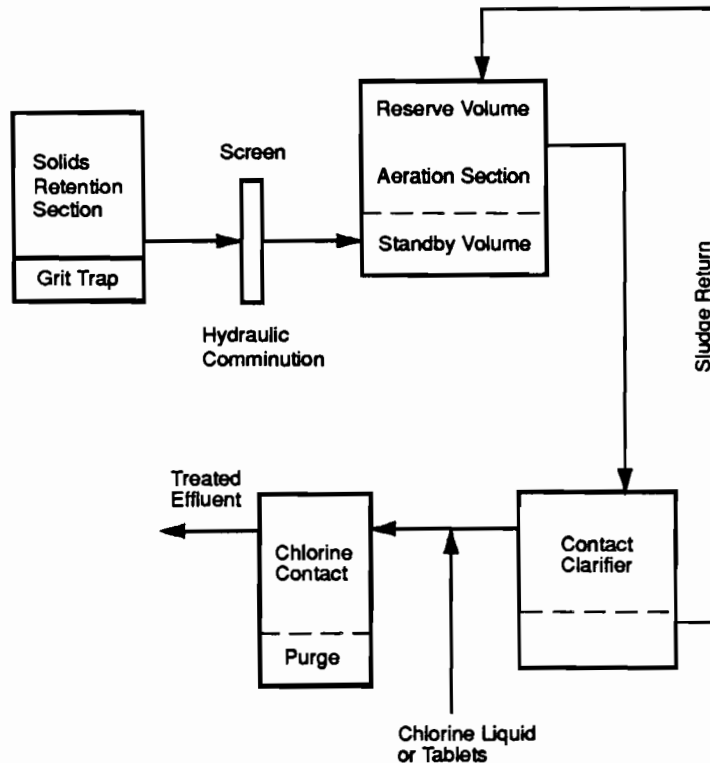 Solids
Retention
Section
Grit Trap
Screen
Hydraulic
Comminution
Reserve Volume
Aeration Section
Standby Volume
Sludge Return
Treated
Effluent
Chlorine
Contact
Purge
Contact
Clarifier
Chlorine Liquid
or Tablets